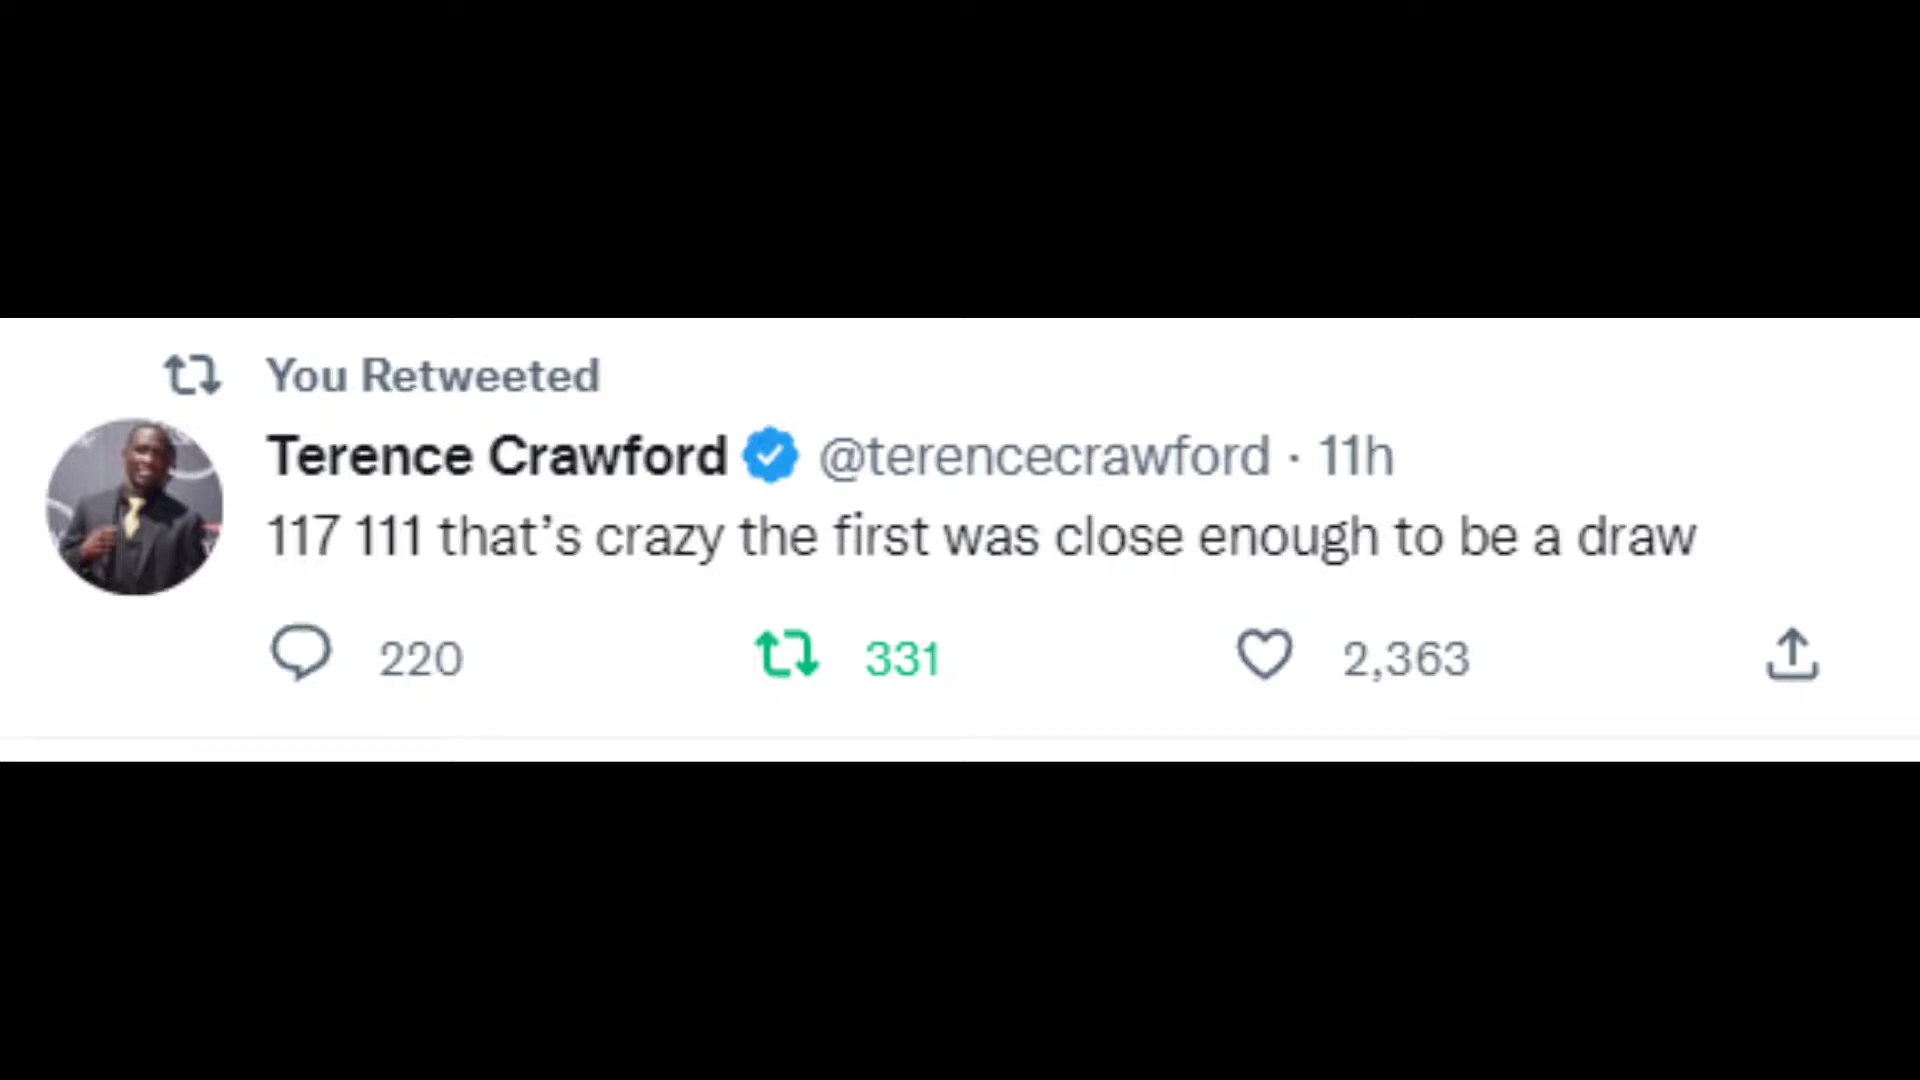 You Retweeted
Terence Crawford @terencecrawford · 11h
117 111 that’s crazy the first was close enough to be a draw
220 331 2,363